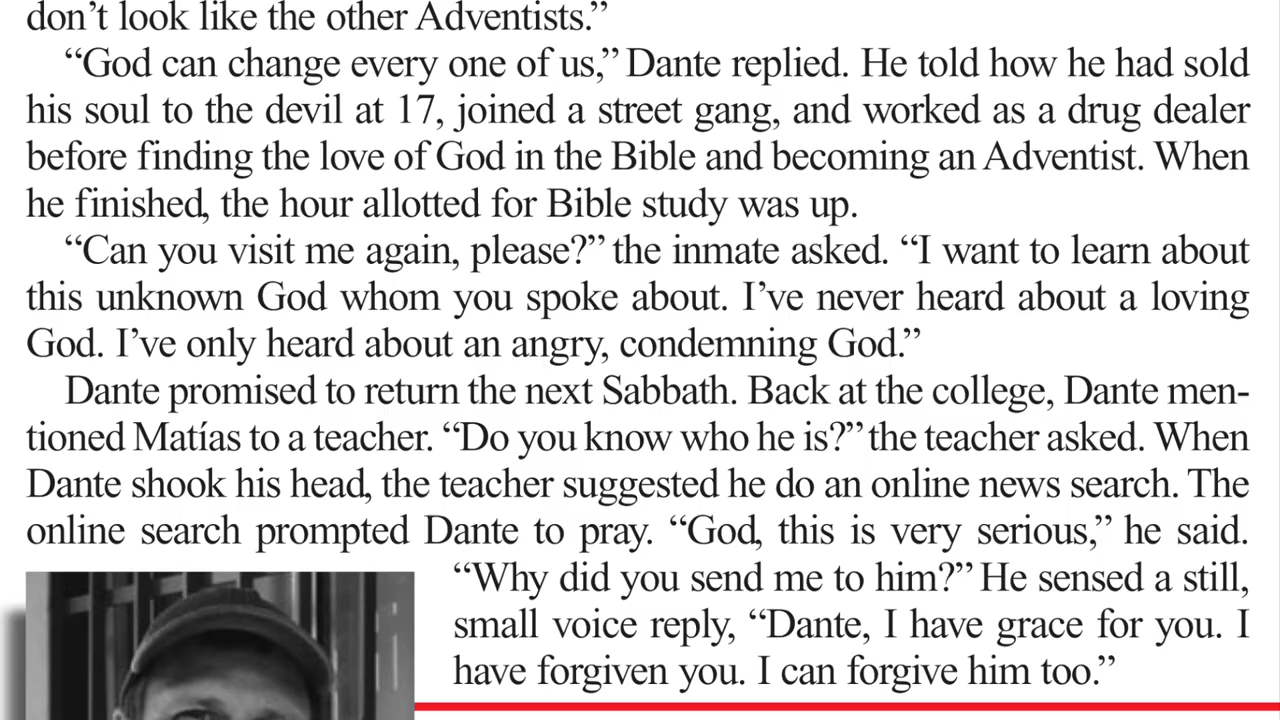 don’t look like the other Adventists.”
“God can change every one of us,” Dante replied. He told how he had sold
his soul to the devil at 17, joined a street gang, and worked as a drug dealer
before finding the love of God in the Bible and becoming an Adventist. When
he finished, the hour allotted for Bible study was up.
“Can you visit me again, please?” the inmate asked. “I want to learn about
this unknown God whom you spoke about. I’ve never heard about a loving
God. I’ve only heard about an angry, condemning God.”
Dante promised to return the next Sabbath. Back at the college, Dante men-
tioned Matías to a teacher. “Do you know who he is?” the teacher asked. When
Dante shook his head, the teacher suggested he do an online news search. The
online search prompted Dante to pray. “God, this is very serious,” he said.
“Why did you send me to him?” He sensed a still,
small voice reply, “Dante, I have grace for you. I
have forgiven you. I can forgive him too.”